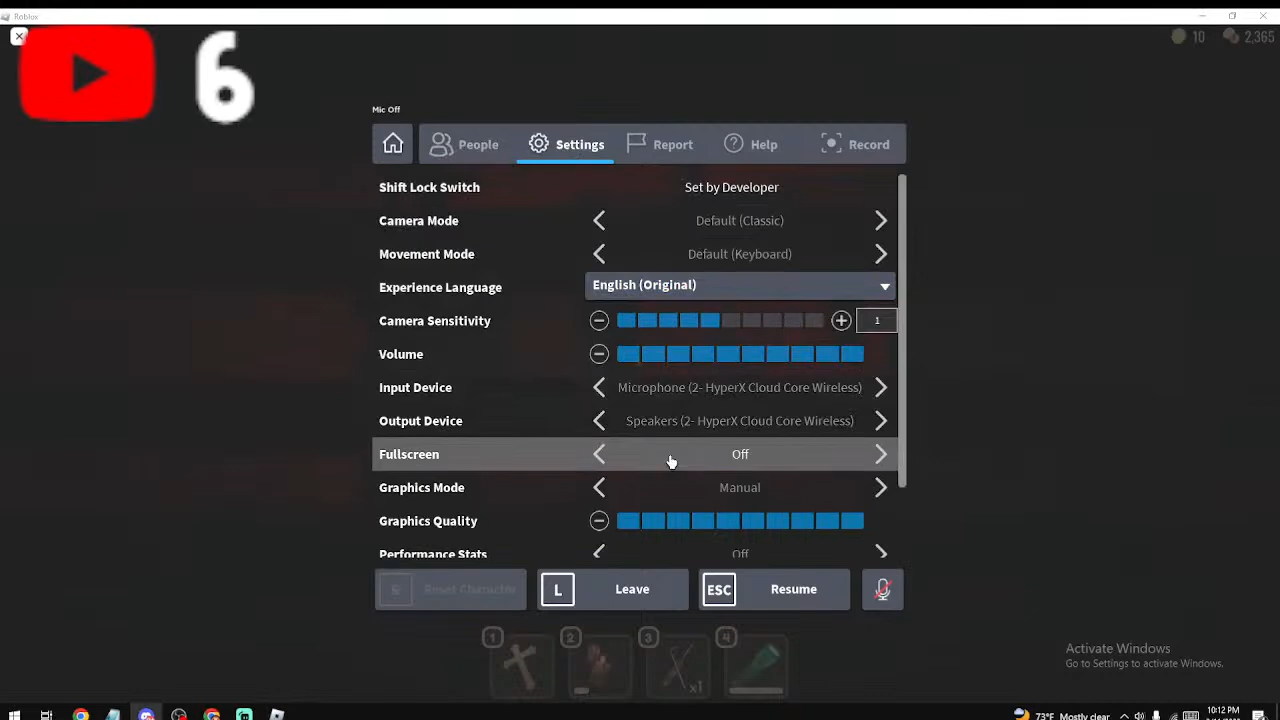 Roblox
6
10
2,365
Mic Off
People
Settings
Report
Help
Record
Shift Lock Switch
Set by Developer
Camera Mode
Default (Classic)
Movement Mode
Default (Keyboard)
Experience Language
English (Original)
Camera Sensitivity
1
Volume
Input Device
Microphone (2- HyperX Cloud Core Wireless)
Output Device
Speakers (2- HyperX Cloud Core Wireless)
Fullscreen
Off
Graphics Mode
Manual
Graphics Quality
Performance Stats
Off
R Reset Character
L Leave
ESC Resume
1
2
3
4
x1
Activate Windows
Go to Settings to activate Windows.
73°F Mostly clear
10:12 PM